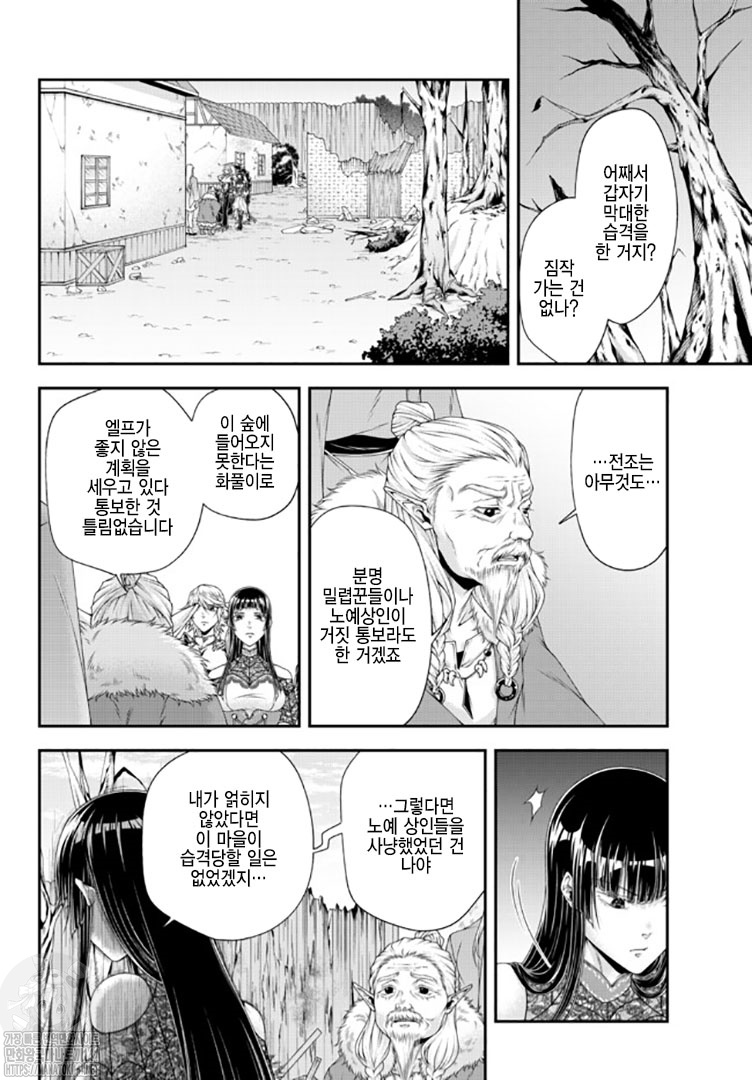 어째서
갑자기
막대한
습격을
한 거지?
짐작
가는 건
없나?
…전조는
아무것도…
분명
밀렵꾼들이나
노예상인이
거짓 통보라도
한 거겠죠
이 숲에
들어오지
못한다는
화풀이로
엘프가
좋지 않은
계획을
세우고 있다
통보한 것
틀림없습니다
…그렇다면
노예 상인들을
사냥했었던 건
나야
내가 얽히지
않았다면
이 마을이
습격당할 일은
없었겠지…